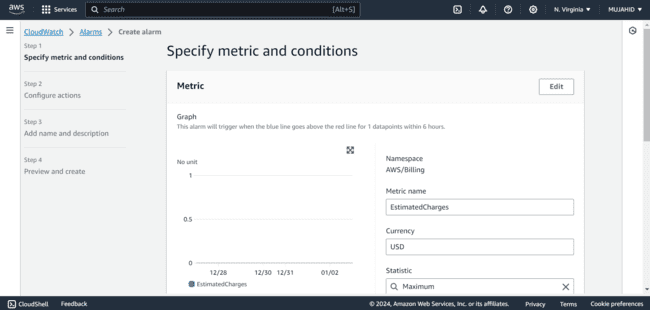 aws
Services
Search
[Alt+S]
N. Virginia
MUJAHID
CloudWatch
Alarms
Create alarm
Step 1
Specify metric and conditions
Step 2
Configure actions
Step 3
Add name and description
Step 4
Preview and create
Specify metric and conditions
Metric
Edit
Graph
This alarm will trigger when the blue line goes above the red line for 1 datapoints within 6 hours.
No unit
1
0.5
0
12/28
12/30
12/31
01/02
EstimatedCharges
Namespace
AWS/Billing
Metric name
EstimatedCharges
Currency
USD
Statistic
Maximum
CloudShell
Feedback
© 2024, Amazon Web Services, Inc. or its affiliates.
Privacy
Terms
Cookie preferences